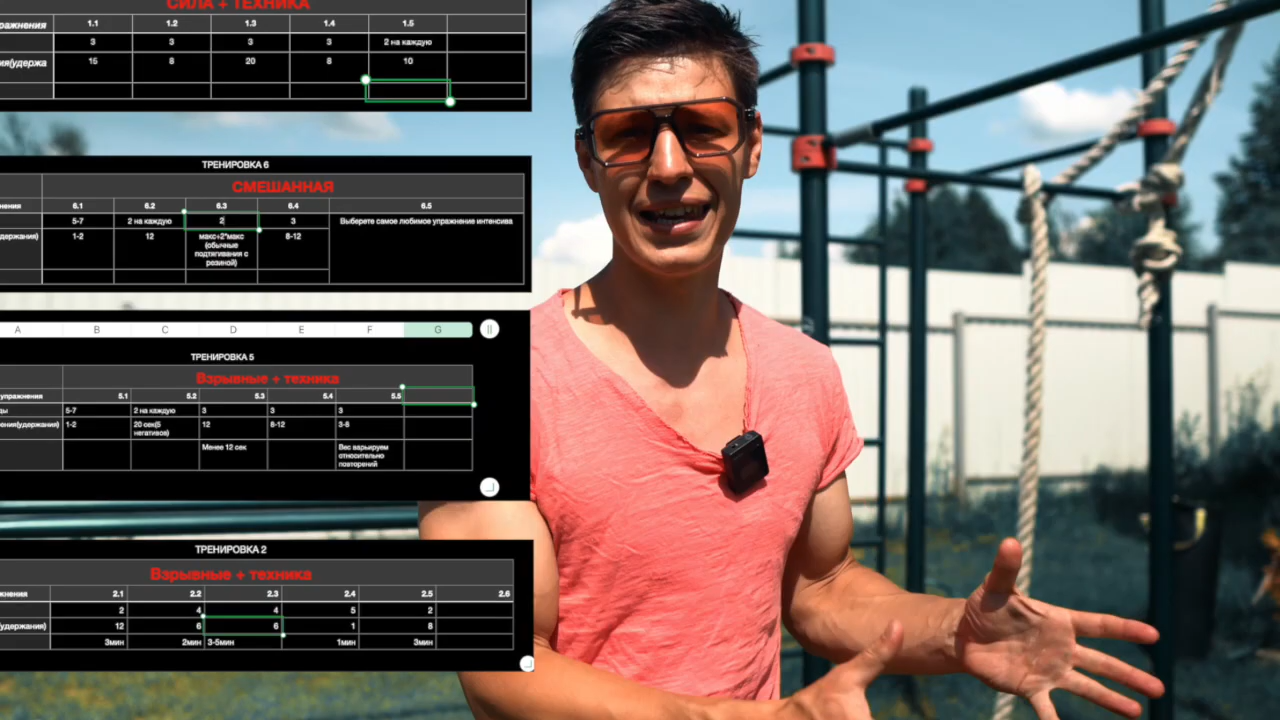 СИЛА + ТЕХНИКА
ражнения 1.1 1.2 1.3 1.4 1.5
3 3 3 3 2 на каждую
ия(удержа 15 8 20 8 10
ТРЕНИРОВКА 6
СМЕШАННАЯ
нения 6.1 6.2 6.3 6.4 6.5
5-7 2 на каждую 2 3 Выберете самое любимое упражнение интенсива
удержания) 1-2 12 макс+2*макс 8-12
(обычные
подтягивания с
резиной)
A B C D E F G
ТРЕНИРОВКА 5
Взрывные + техника
упражнения 5.1 5.2 5.3 5.4 5.5
ды 5-7 2 на каждую 3 3 3
ения(удержания) 1-2 20 сек(5 12 8-12 3-8
негативов)
Менее 12 сек Вес варьируем
относительно
повторений
ТРЕНИРОВКА 2
Взрывные + техника
жнения 2.1 2.2 2.3 2.4 2.5 2.6
2 4 4 5 2
(удержания) 12 6 6 1 8
3мин 2мин 3-5мин 1мин 3мин